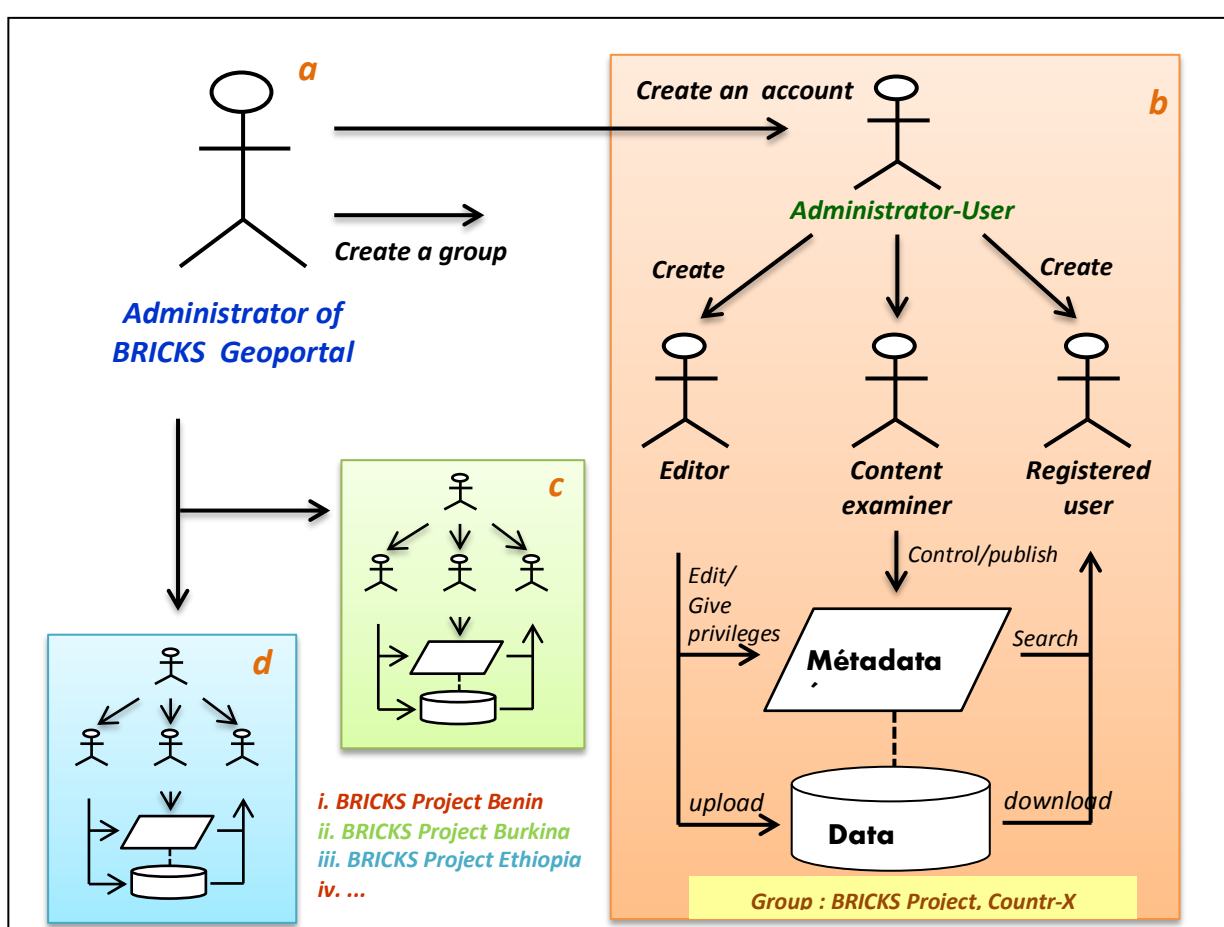 a
Create an account
b
Create a group
Administrator-User
Administrator of
BRICKS Geoportal
Create
Create
Editor
Content
examiner
Registered
user
c
Control/publish
Edit/
Give
privileges
Métadata
Search
d
upload
download
Data
i. BRICKS Project Benin
ii. BRICKS Project Burkina
iii. BRICKS Project Ethiopia
iv. ...
Group : BRICKS Project, Countr-X